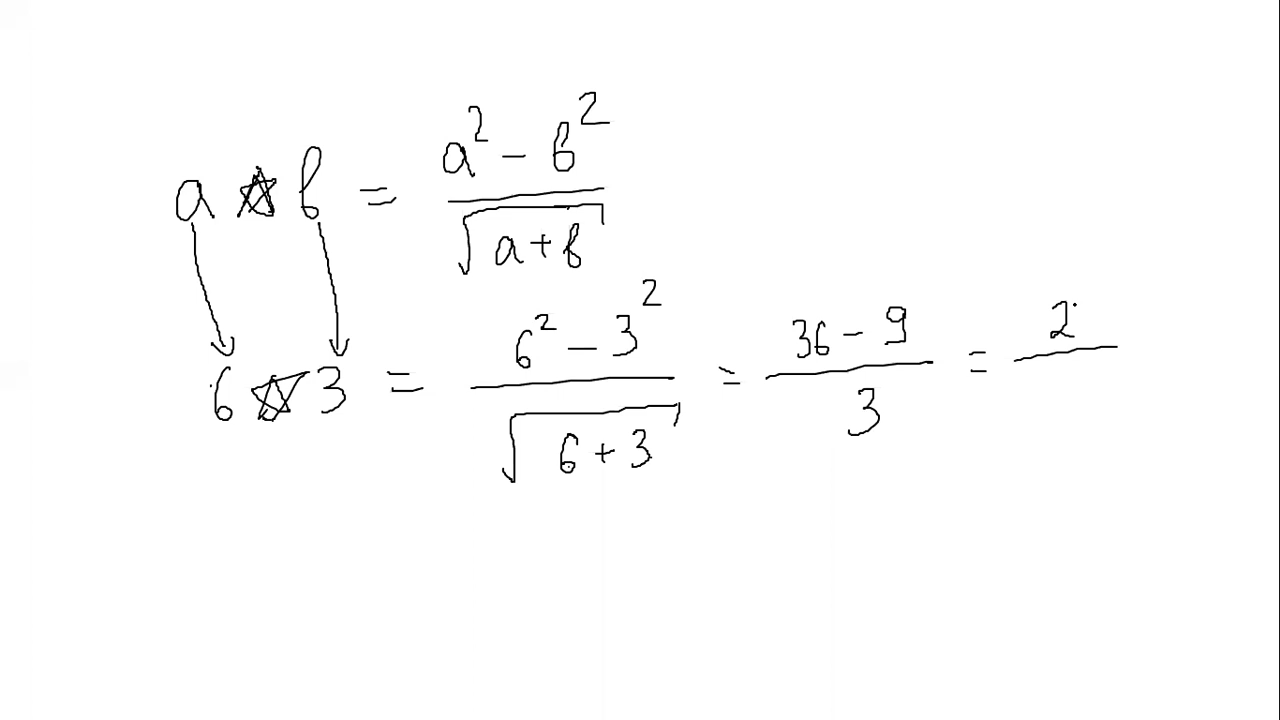 a ☆ b = (a² - b²) / √(a+b)
6 ☆ 3 = (6² - 3²) / √(6+3) = (36 - 9) / 3 = 2